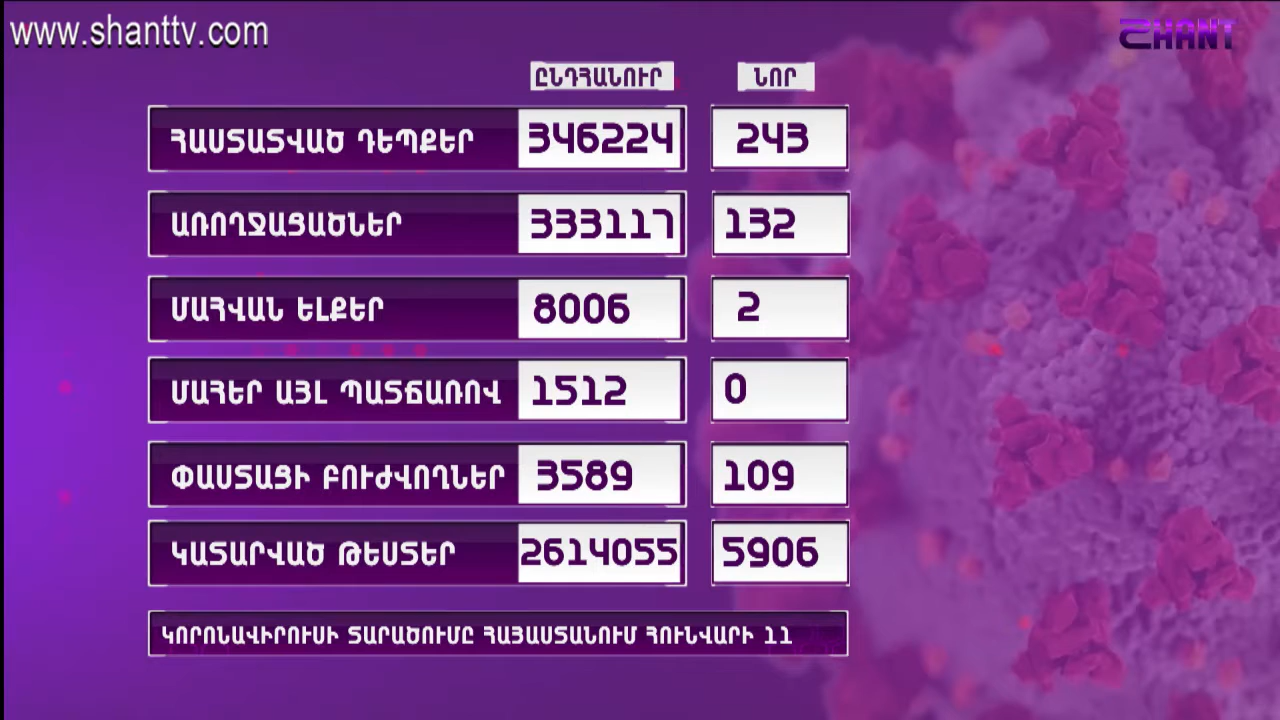 www.shanttv.com
SHANT
ԸՆԴՀԱՆՈՒՐ ՆՈՐ
ՀԱՍՏԱՏՎԱԾ ԴԵՊՔԵՐ 346224 243
ԱՌՈՂՋԱՑԱԾՆԵՐ 333117 132
ՄԱՀՎԱՆ ԵԼՔԵՐ 8006 2
ՄԱՀԵՐ ԱՅԼ ՊԱՏՃԱՌՈՎ 1512 0
ՓԱՍՏԱՑԻ ԲՈՒԺՎՈՂՆԵՐ 3589 109
ԿԱՏԱՐՎԱԾ ԹԵՍՏԵՐ 2614055 5906
ԿՈՐՈՆԱՎԻՐՈՒՍԻ ՏԱՐԱԾՈՒՄԸ ՀԱՅԱՍՏԱՆՈՒՄ ՀՈՒՆՎԱՐԻ 11